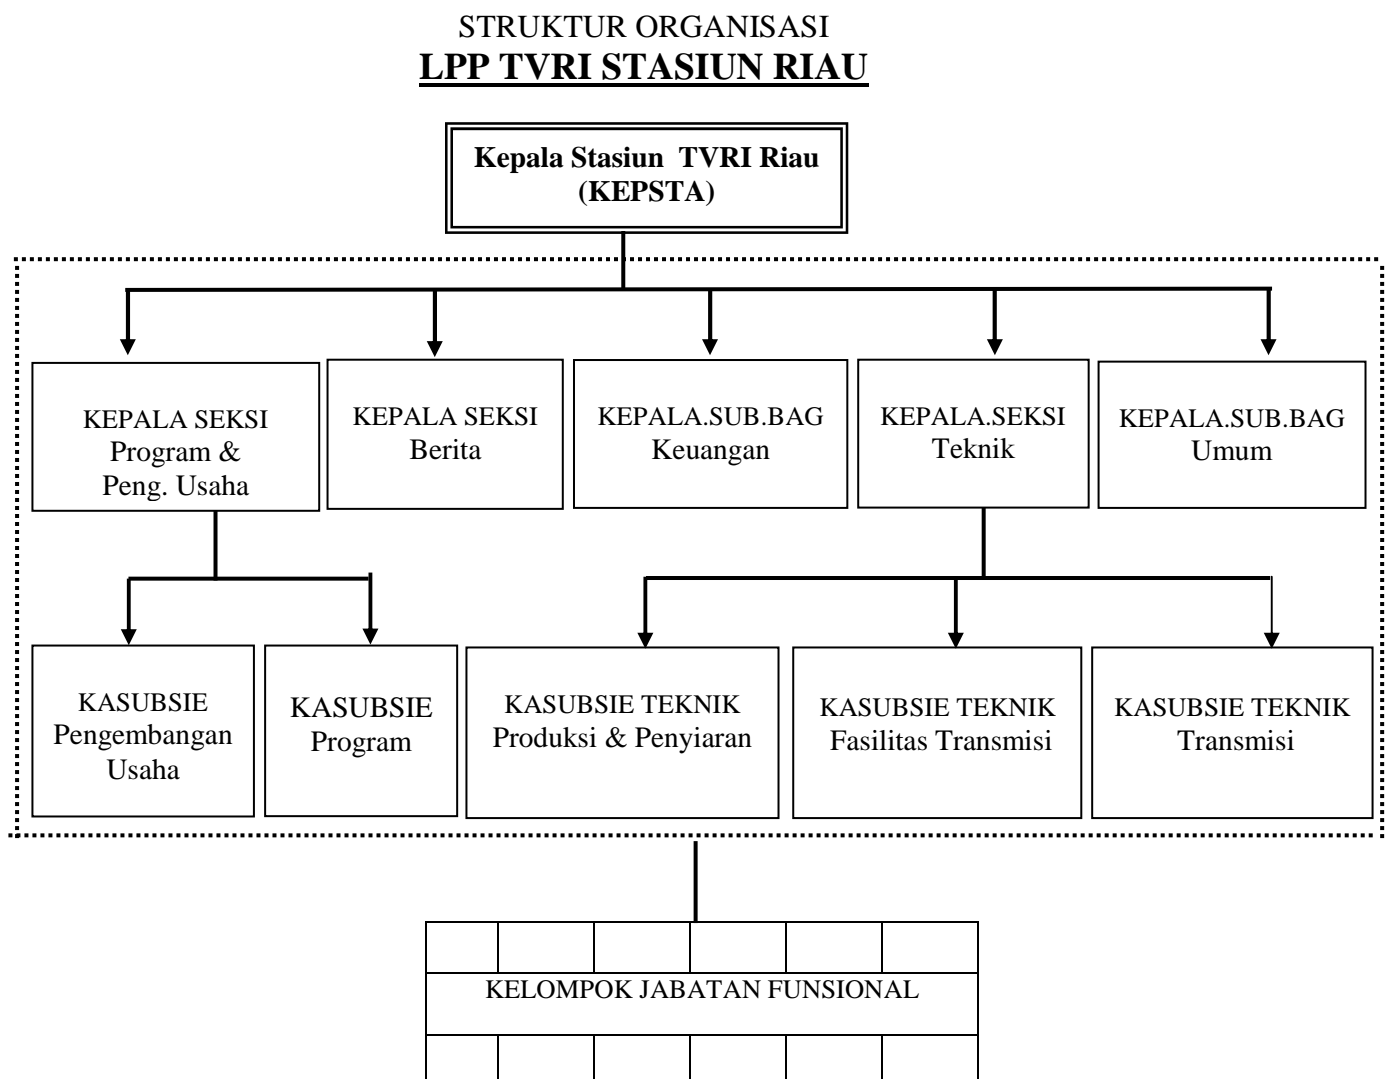 STRUKTUR ORGANISASI
LPP TVRI STASIUN RIAU
Kepala Stasiun TVRI Riau
(KEPSTA)
KEPALA SEKSI
Program &
Peng. Usaha
KEPALA SEKSI
Berita
KEPALA.SUB.BAG
Keuangan
KEPALA.SEKSI
Teknik
KEPALA.SUB.BAG
Umum
KASUBSIE
Pengembangan
Usaha
KASUBSIE
Program
KASUBSIE TEKNIK
Produksi & Penyiaran
KASUBSIE TEKNIK
Fasilitas Transmisi
KASUBSIE TEKNIK
Transmisi
KELOMPOK JABATAN FUNSIONAL